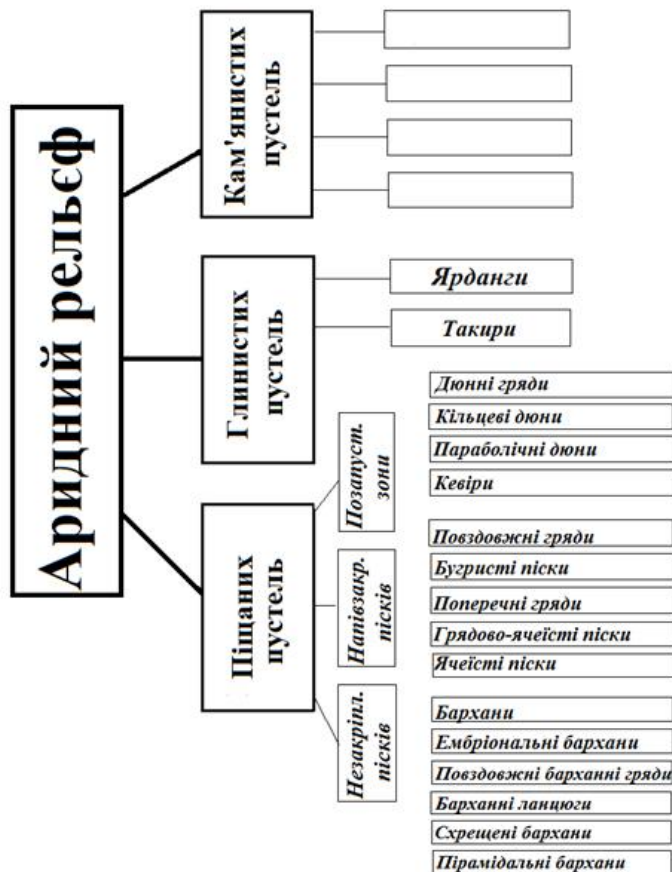 Аридний рельєф
Піщаних
пустель
Глинистих
пустель
Кам'янистих
пустель
Незакріпл.
пісків
Напівзакр.
пісків
Позапуст.
зони
Ярданги
Такири
Дюнні гряди
Кільцеві дюни
Параболічні дюни
Кевіри
Повздовжні гряди
Бугристі піски
Поперечні гряди
Грядово-ячеїсті піски
Ячеїсті піски
Бархани
Ембріональні бархани
Повздовжні барханні гряди
Барханні ланцюги
Схрещені бархани
Пірамідальні бархани